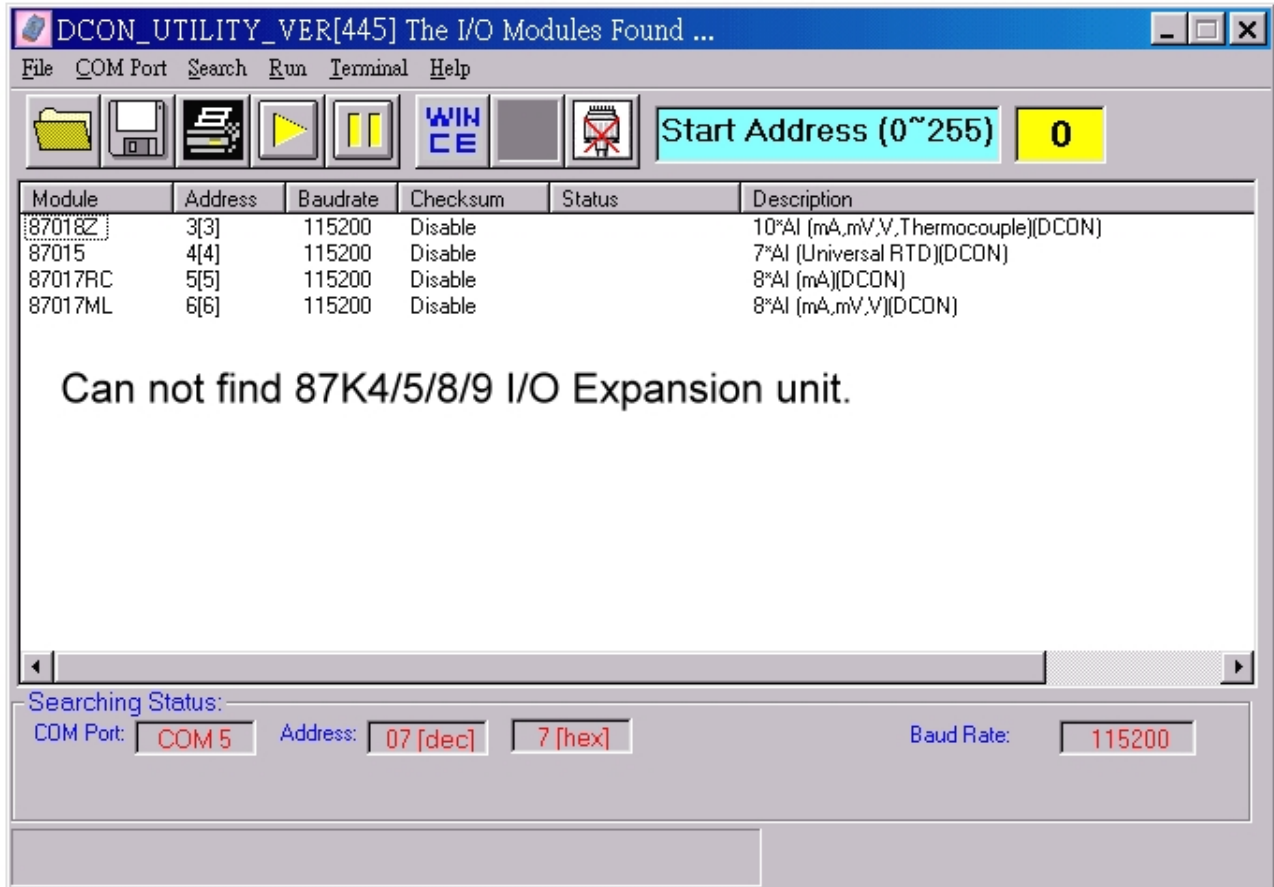 DCON_UTILITY_VER[445] The I/O Modules Found ...
File COM Port Search Run Terminal Help
WIN CE
Start Address (0~255) 0
Module Address Baudrate Checksum Status Description
87018Z 3[3] 115200 Disable 10*AI (mA,mV,V,Thermocouple)(DCON)
87015 4[4] 115200 Disable 7*AI (Universal RTD)(DCON)
87017RC 5[5] 115200 Disable 8*AI (mA)(DCON)
87017ML 6[6] 115200 Disable 8*AI (mA,mV,V)(DCON)
Can not find 87K4/5/8/9 I/O Expansion unit.
Searching Status:
COM Port: COM 5 Address: 07 [dec] 7 [hex] Baud Rate: 115200